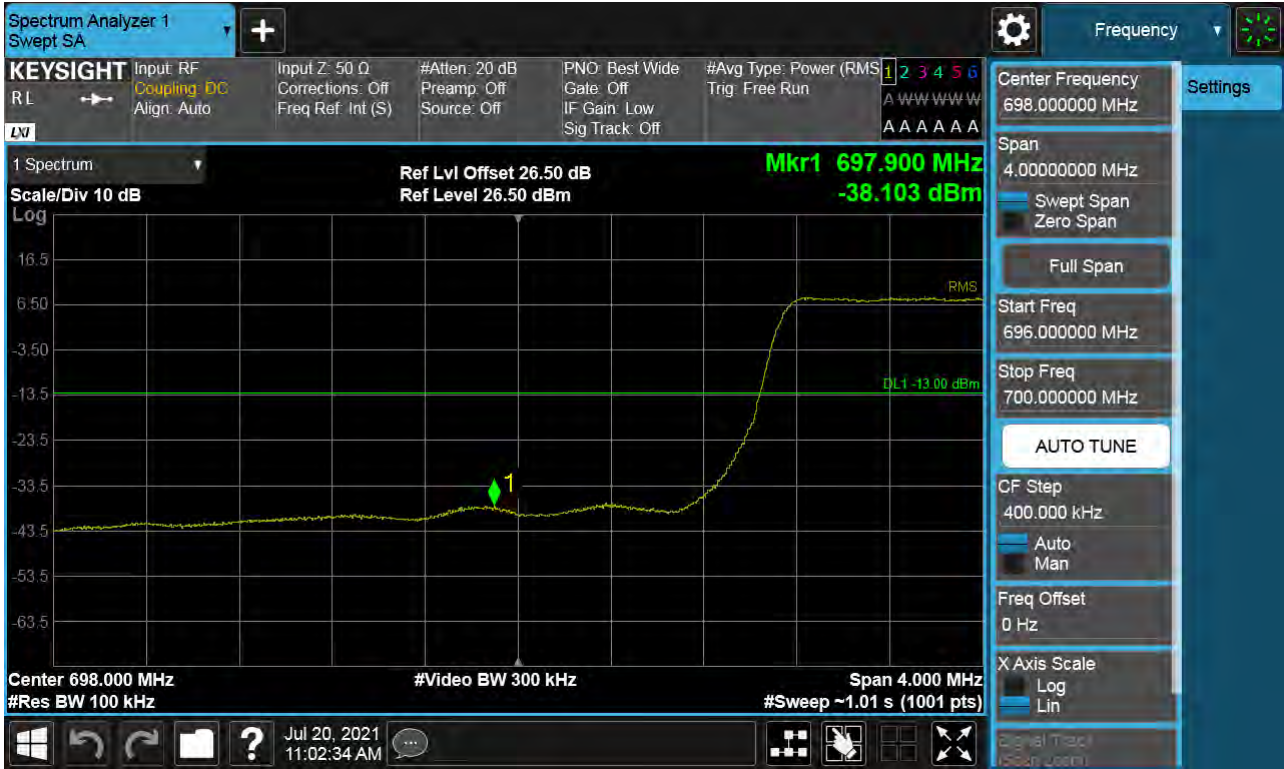 Spectrum Analyzer 1
Swept SA
Frequency
KEYSIGHT
RL
LXI
Input: RF
Coupling: DC
Align: Auto
Input Z: 50 Ω
Corrections: Off
Freq Ref: Int (S)
#Atten: 20 dB
Preamp: Off
Source: Off
PNO: Best Wide
Gate: Off
IF Gain: Low
Sig Track: Off
#Avg Type: Power (RMS
Trig: Free Run
1 2 3 4 5 6
A W W W W W
A A A A A A
Center Frequency
698.000000 MHz
Settings
Span
4.00000000 MHz
Swept Span
Zero Span
Full Span
Start Freq
696.000000 MHz
Stop Freq
700.000000 MHz
AUTO TUNE
CF Step
400.000 kHz
Auto
Man
Freq Offset
0 Hz
X Axis Scale
Log
Lin
Signal Track
(Span Zoom)
1 Spectrum
Scale/Div 10 dB
Log
Ref Lvl Offset 26.50 dB
Ref Level 26.50 dBm
Mkr1 697.900 MHz
-38.103 dBm
16.5
6.50
-3.50
-13.5
-23.5
-33.5
-43.5
-53.5
-63.5
RMS
DL1 -13.00 dBm
1
Center 698.000 MHz
#Res BW 100 kHz
#Video BW 300 kHz
Span 4.000 MHz
#Sweep ~1.01 s (1001 pts)
?
Jul 20, 2021
11:02:34 AM